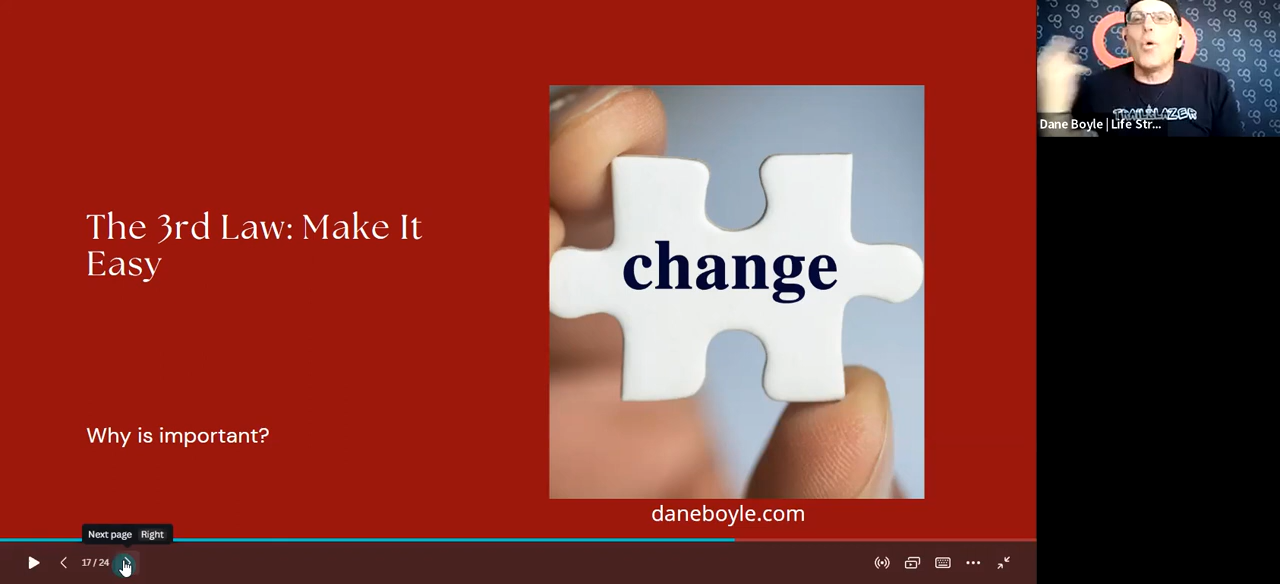 The 3rd Law: Make It
Easy
Why is important?
change
daneboyle.com
Next page Right
17 / 24
TRAILBLAZER
Dane Boyle | Life Str...